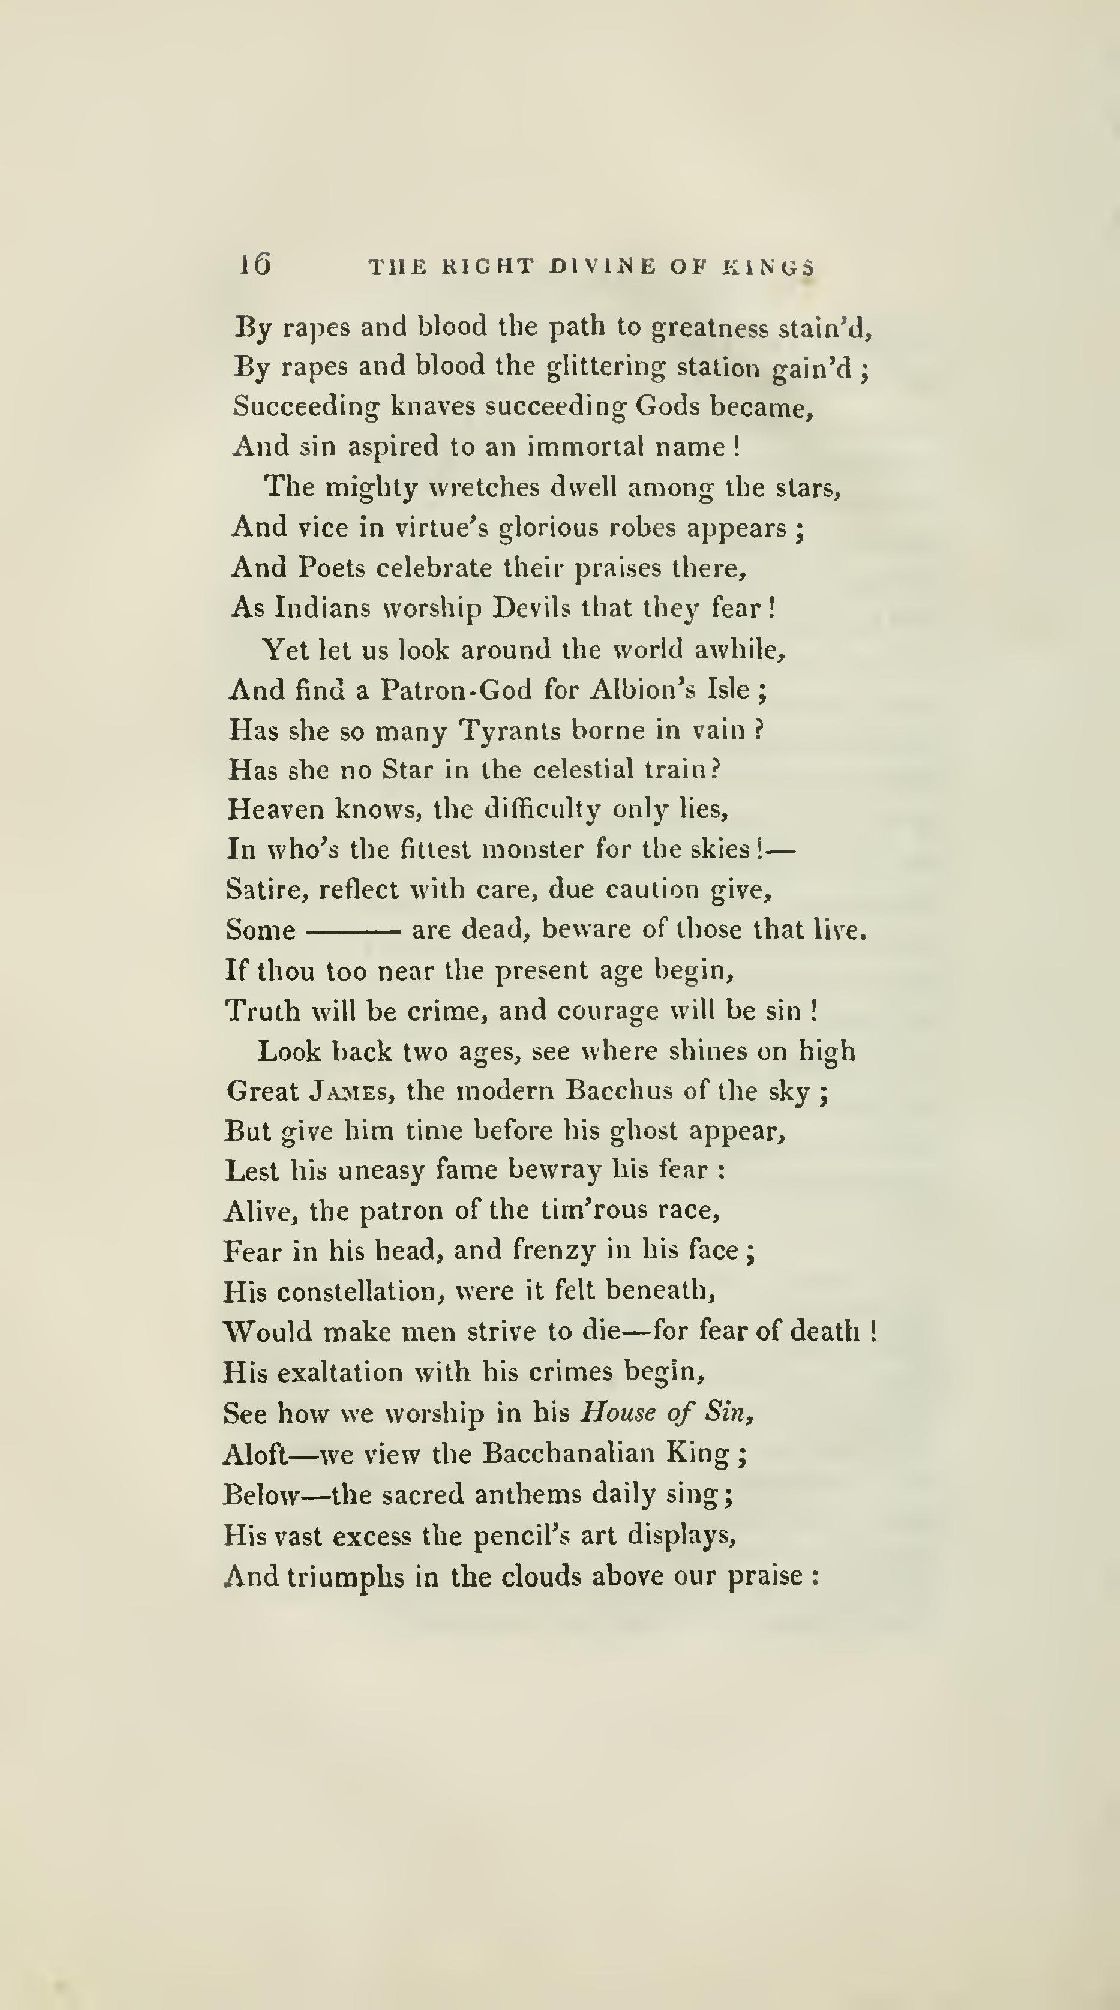 16 THE RIGHT DIVINE OF KINGS
By rapes and blood the path to greatness stain'd,
By rapes and blood the glittering station gain'd ;
Succeeding knaves succeeding Gods became,
And sin aspired to an immortal name !
The mighty wretches dwell among the stars,
And vice in virtue's glorious robes appears ;
And Poets celebrate their praises there,
As Indians worship Devils that they fear !
Yet let us look around the world awhile,
And find a Patron-God for Albion's Isle ;
Has she so many Tyrants borne in vain ?
Has she no Star in the celestial train?
Heaven knows, the difficulty only lies,
In who's the fittest monster for the skies !—
Satire, reflect with care, due caution give,
Some ——— are dead, beware of those that live.
If thou too near the present age begin,
Truth will be crime, and courage will be sin !
Look back two ages, see where shines on high
Great JAMES, the modern Bacchus of the sky ;
But give him time before his ghost appear,
Lest his uneasy fame bewray his fear :
Alive, the patron of the tim'rous race,
Fear in his head, and frenzy in his face ;
His constellation, were it felt beneath,
Would make men strive to die—for fear of death !
His exaltation with his crimes begin,
See how we worship in his House of Sin,
Aloft—we view the Bacchanalian King ;
Below—the sacred anthems daily sing ;
His vast excess the pencil's art displays,
And triumphs in the clouds above our praise :